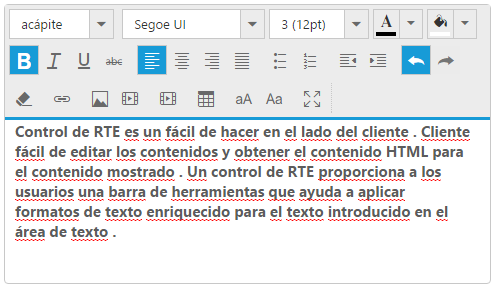 acápite Segoe UI 3 (12pt) A
B I U abc
aA Aa
Control de RTE es un fácil de hacer en el lado del cliente . Cliente
fácil de editar los contenidos y obtener el contenido HTML para
el contenido mostrado . Un control de RTE proporciona a los
usuarios una barra de herramientas que ayuda a aplicar
formatos de texto enriquecido para el texto introducido en el
área de texto .